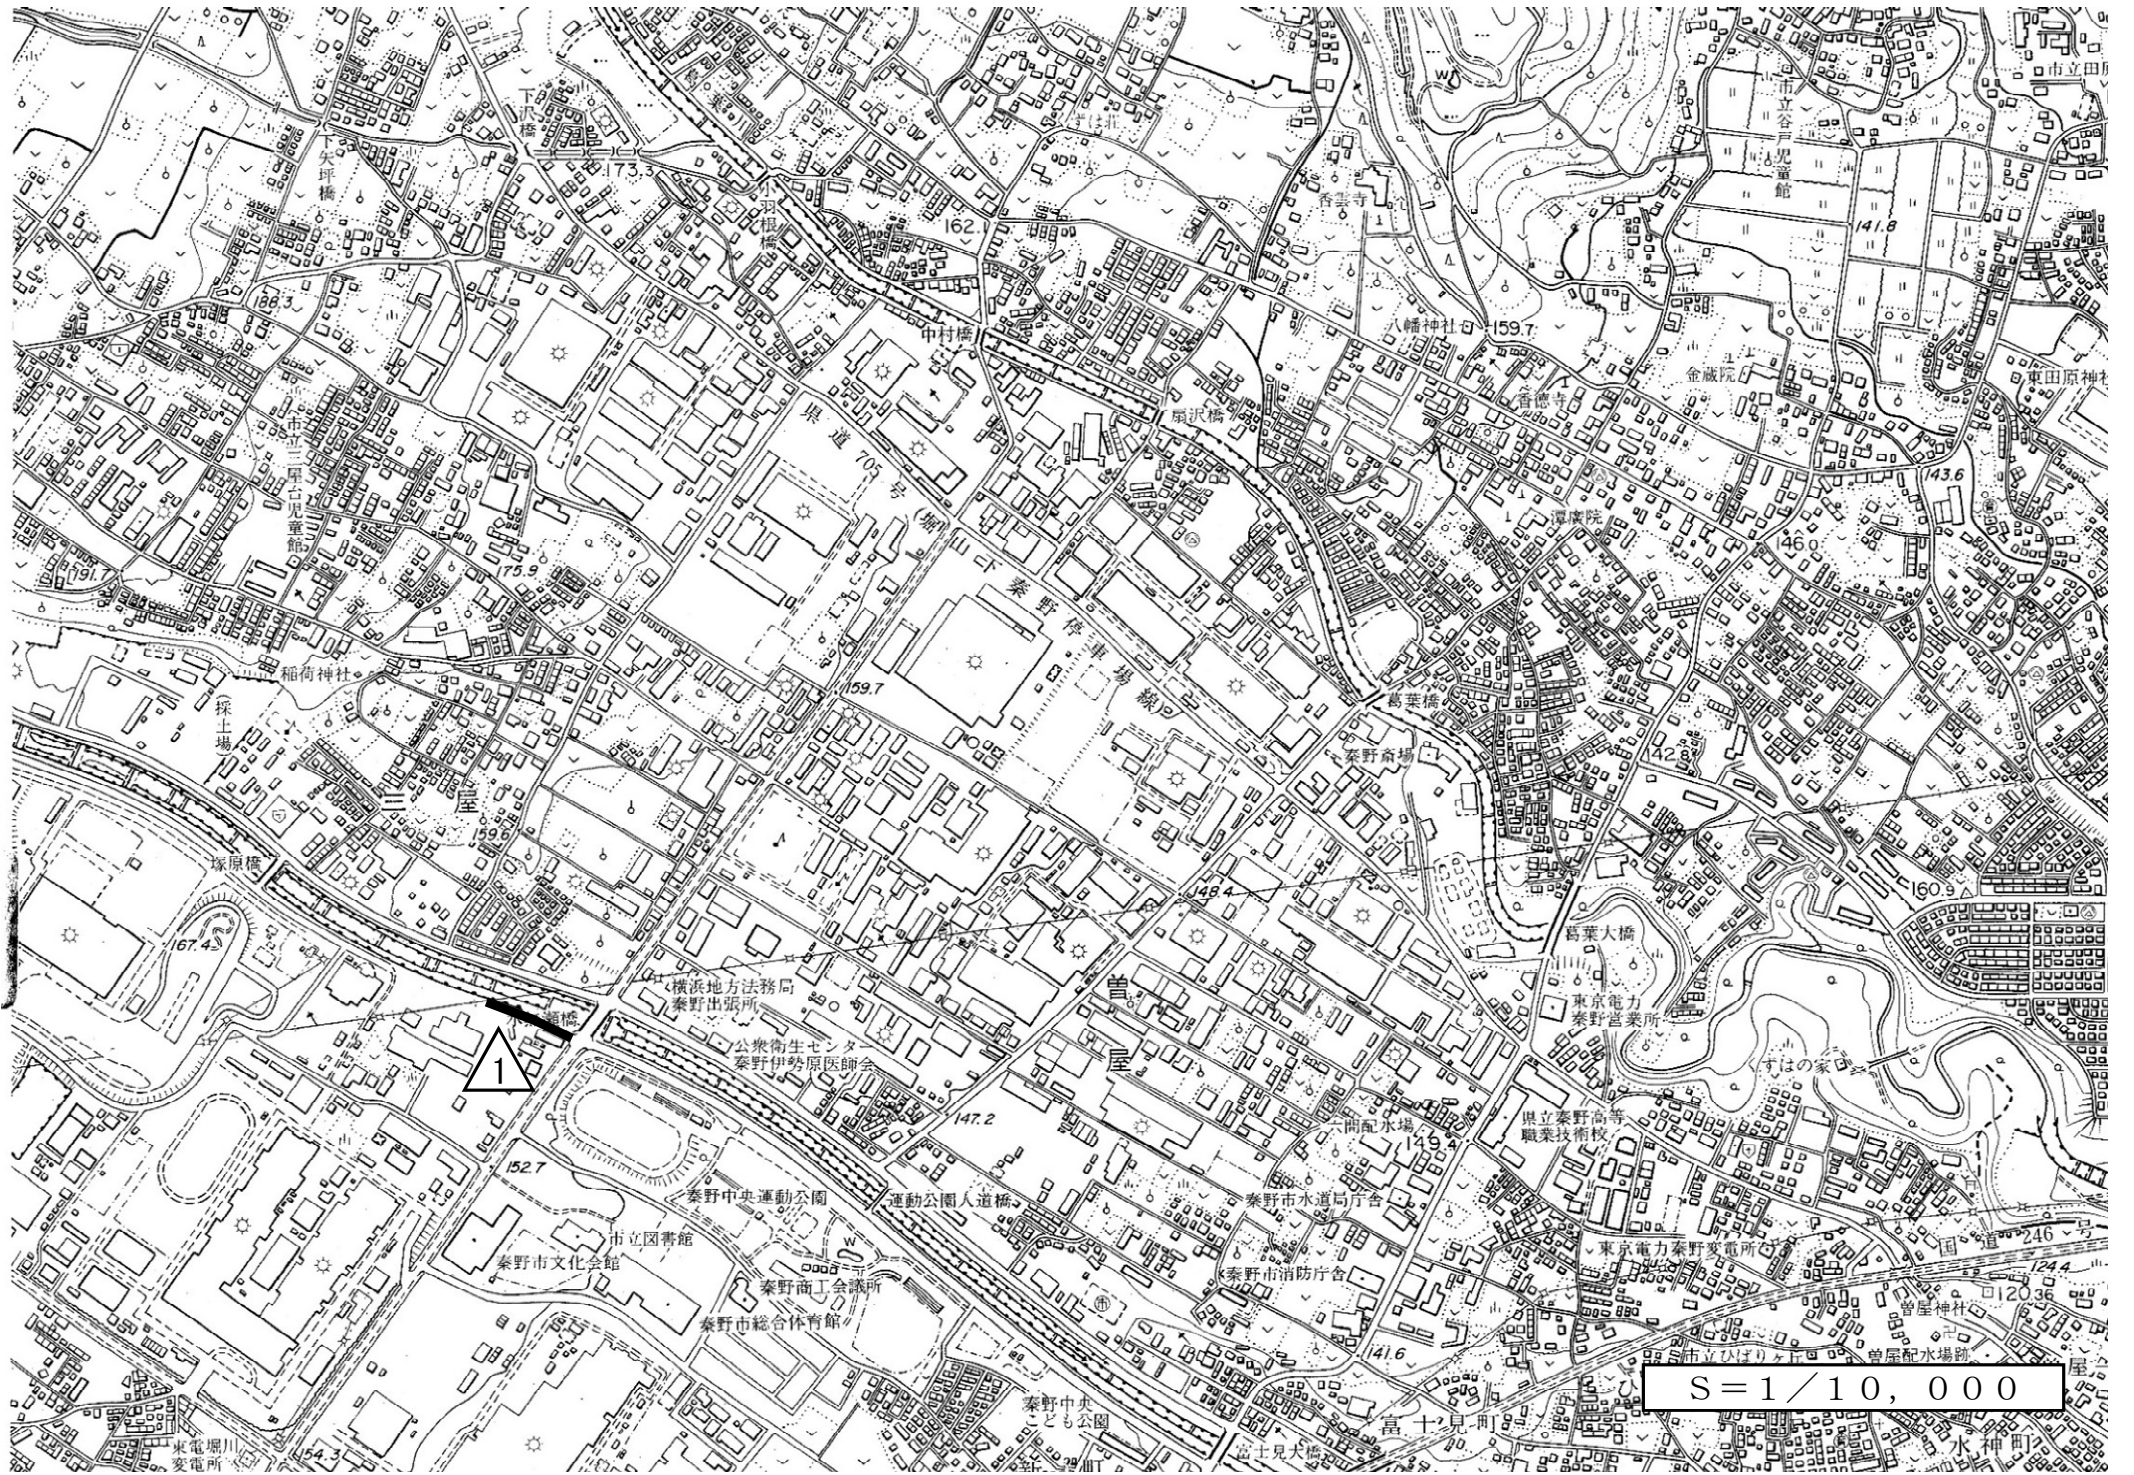 市立田原
下沢橋
くずは荘
市立谷戸児童館
下矢坪橋
173.3
小羽根橋
香雲寺
162.1
141.8
188.3
中村橋
八幡神社
159.7
金蔵院
東田原神社
香徳寺
扇沢橋
県道705号(堀山下秦野停車場線)
市立三屋台児童館
143.6
潭廣院
146.0
191.7
175.9
稲荷神社
(採土場)
159.7
葛葉橋
秦野斎場
142.8
三屋
159.6
塚原橋
148.4
160.9
167.4
葛葉大橋
横浜地方法務局
秦野出張所
曽屋
東京電力
秦野営業所
瀬橋
公衆衛生センター
秦野伊勢原医師会
くずはの家
1
147.2
県立秦野高等
職業技術校
二間配水場
149.4
152.7
秦野中央運動公園
運動公園人道橋
秦野市水道局庁舎
市立図書館
秦野市文化会館
東京電力秦野変電所
国道246号
秦野市消防庁舎
124.4
秦野商工会議所
120.36
曽屋神社
秦野市総合体育館
141.6
市立ひばりヶ丘
曽屋配水場跡
S=1/10,000
秦野中央
こども公園
富士見町
富士見大橋
水神町
東電堀川
変電所
154.3